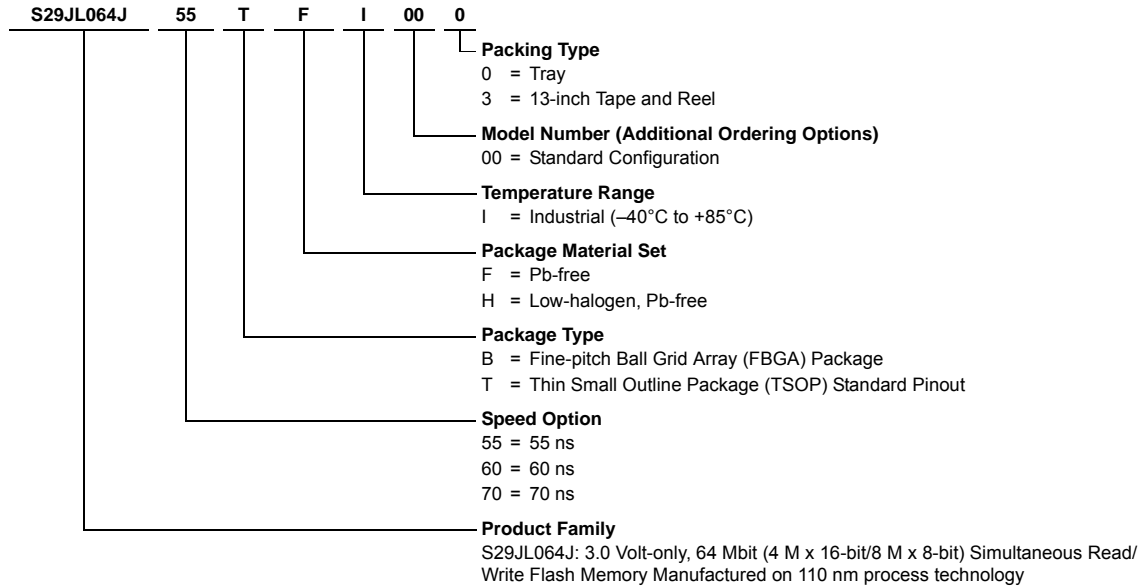 S29JL064J 55 T F I 00 0
Packing Type
0 = Tray
3 = 13-inch Tape and Reel
Model Number (Additional Ordering Options)
00 = Standard Configuration
Temperature Range
I = Industrial (–40°C to +85°C)
Package Material Set
F = Pb-free
H = Low-halogen, Pb-free
Package Type
B = Fine-pitch Ball Grid Array (FBGA) Package
T = Thin Small Outline Package (TSOP) Standard Pinout
Speed Option
55 = 55 ns
60 = 60 ns
70 = 70 ns
Product Family
S29JL064J: 3.0 Volt-only, 64 Mbit (4 M x 16-bit/8 M x 8-bit) Simultaneous Read/
Write Flash Memory Manufactured on 110 nm process technology